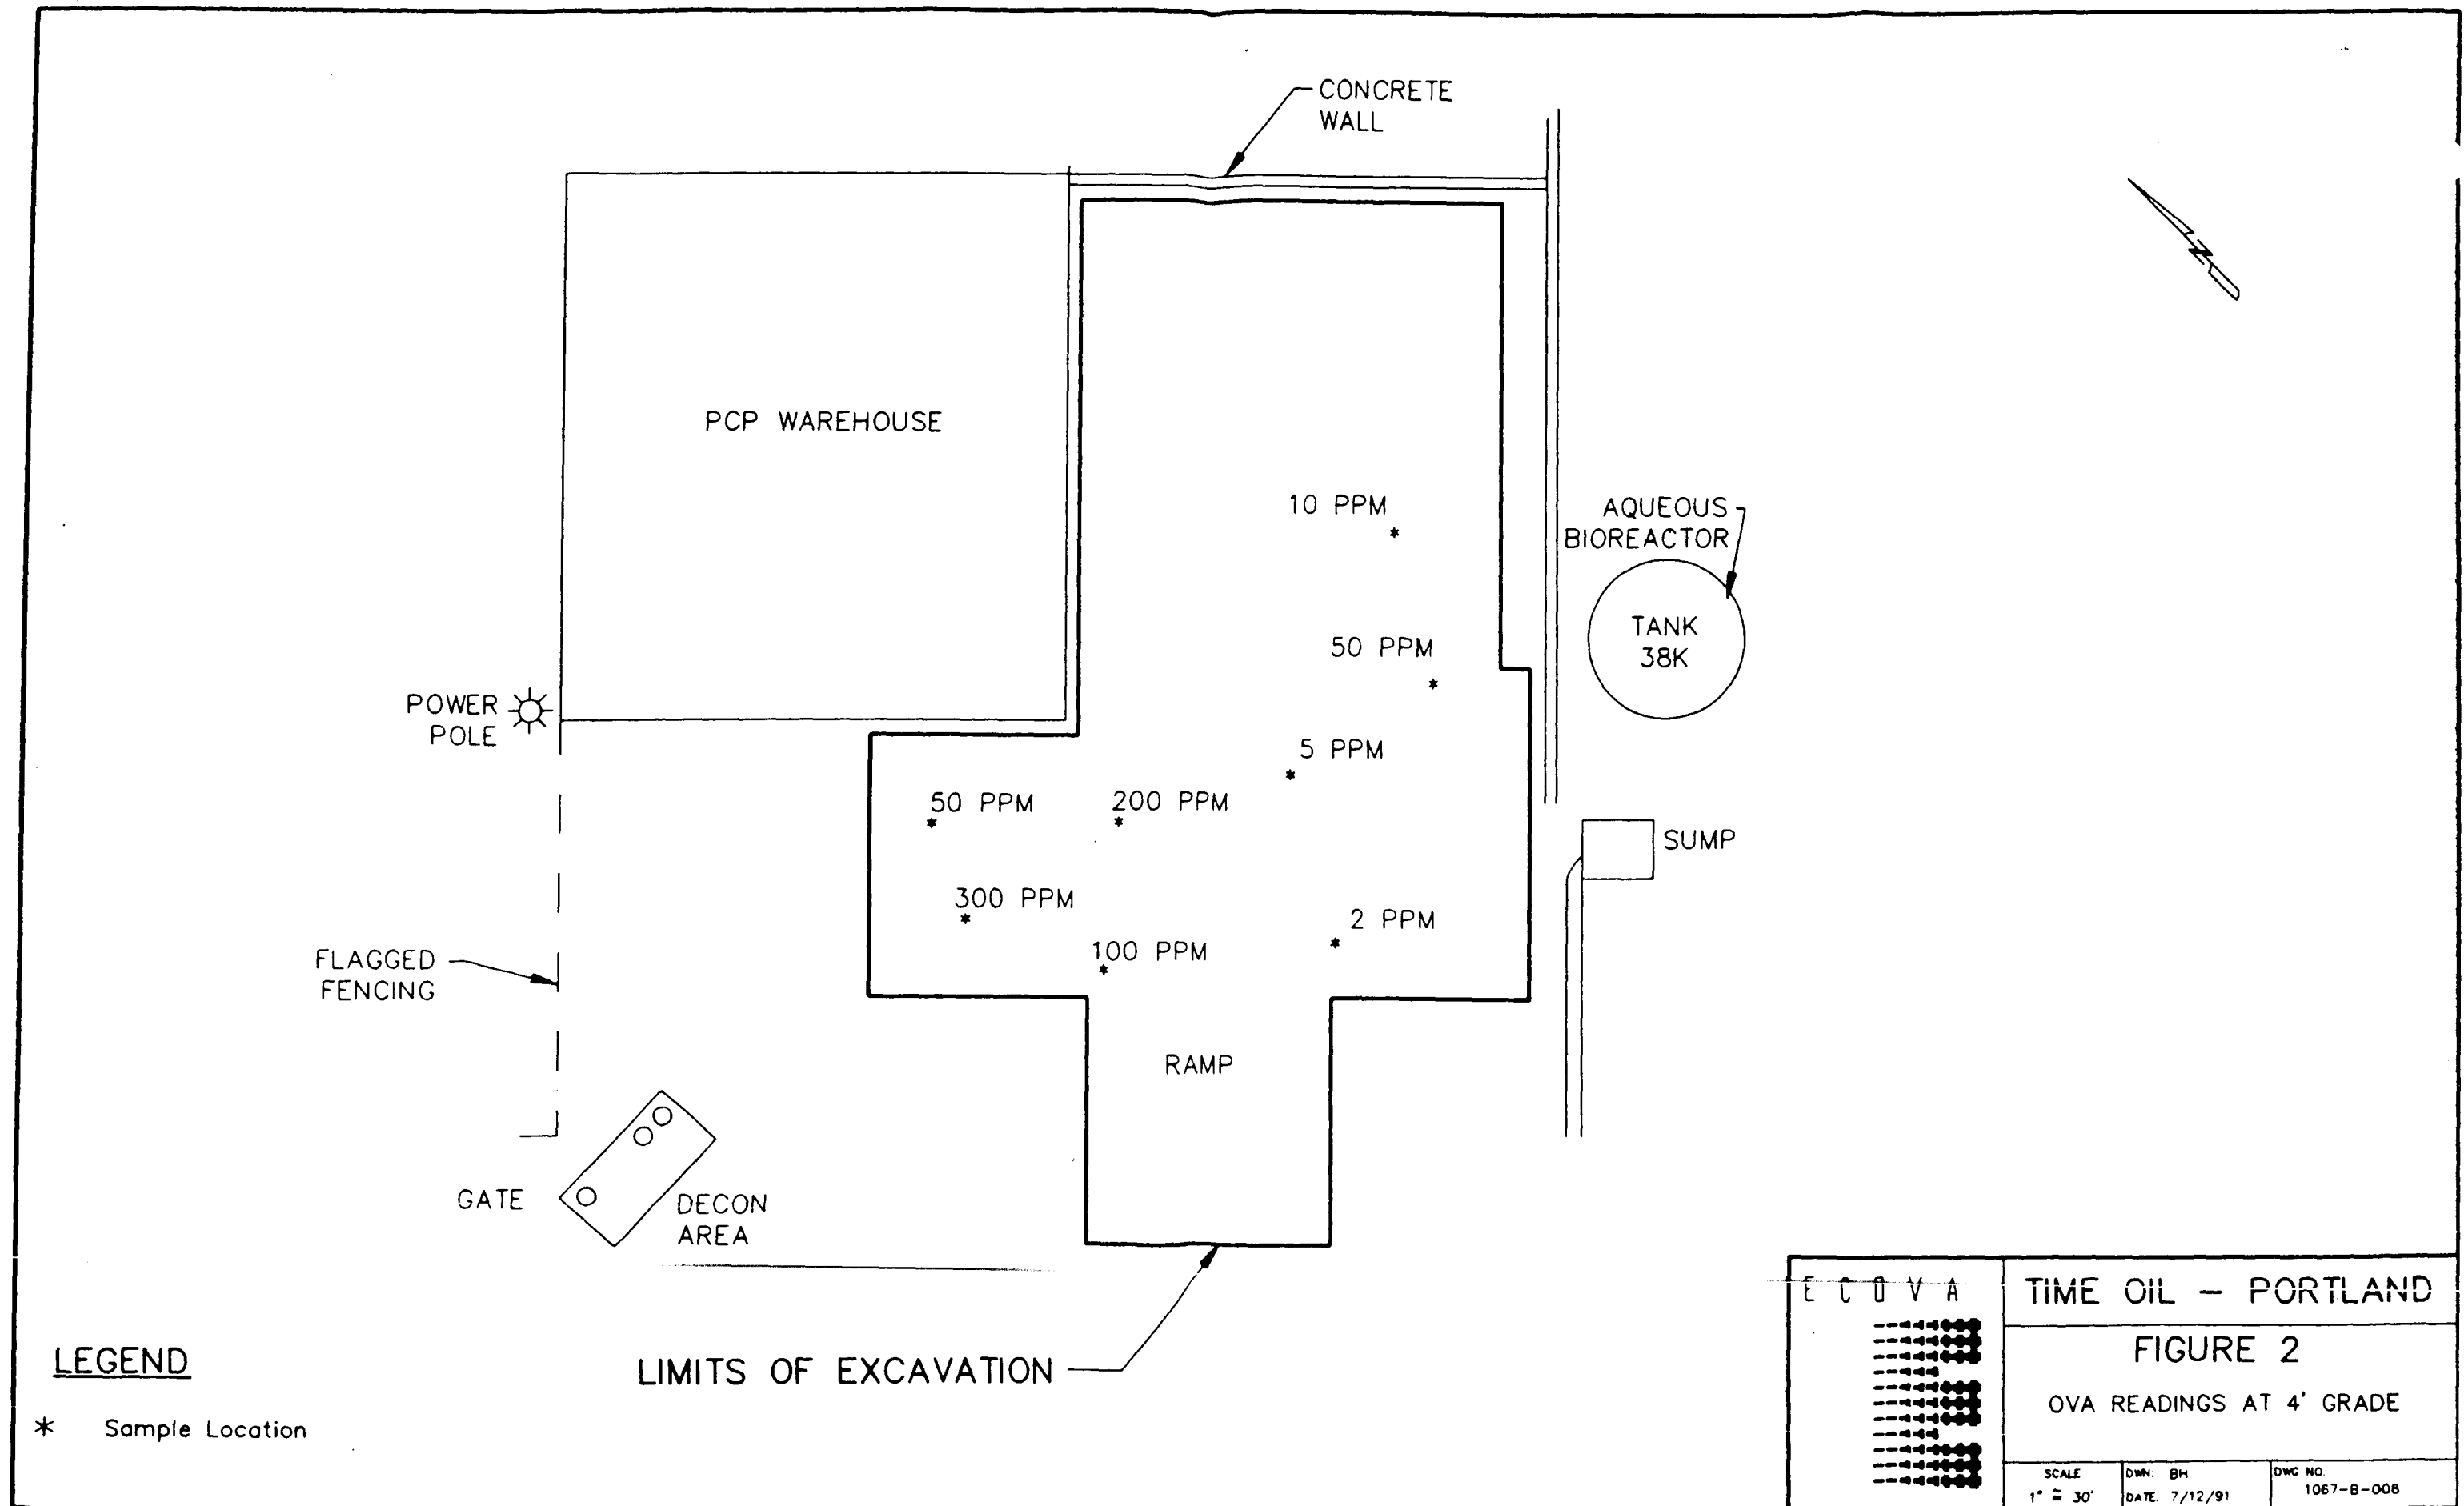 CONCRETE
WALL
PCP WAREHOUSE
10 PPM
AQUEOUS
BIOREACTOR
TANK
38K
50 PPM
POWER
POLE
5 PPM
50 PPM
200 PPM
SUMP
300 PPM
2 PPM
100 PPM
FLAGGED
FENCING
RAMP
GATE
DECON
AREA
LIMITS OF EXCAVATION
LEGEND
* Sample Location
ECOVA
TIME OIL – PORTLAND
FIGURE 2
OVA READINGS AT 4' GRADE
SCALE
1" ≅ 30'
DWN: BH
DATE. 7/12/91
DWG NO.
1067-B-008